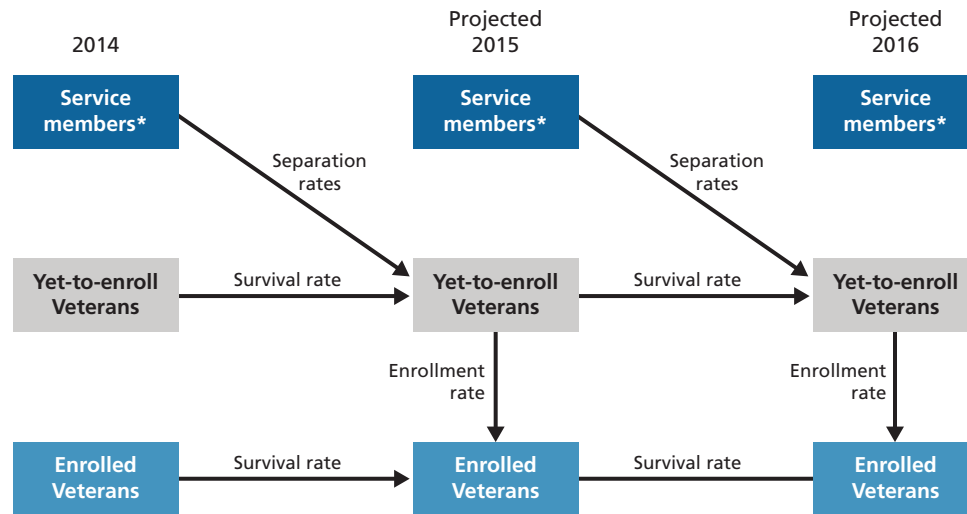 2014
Projected
2015
Projected
2016
Service
members*
Service
members*
Service
members*
Separation
rates
Separation
rates
Yet-to-enroll
Veterans
Survival rate
Yet-to-enroll
Veterans
Survival rate
Yet-to-enroll
Veterans
Enrollment
rate
Enrollment
rate
Enrolled
Veterans
Survival rate
Enrolled
Veterans
Survival rate
Enrolled
Veterans